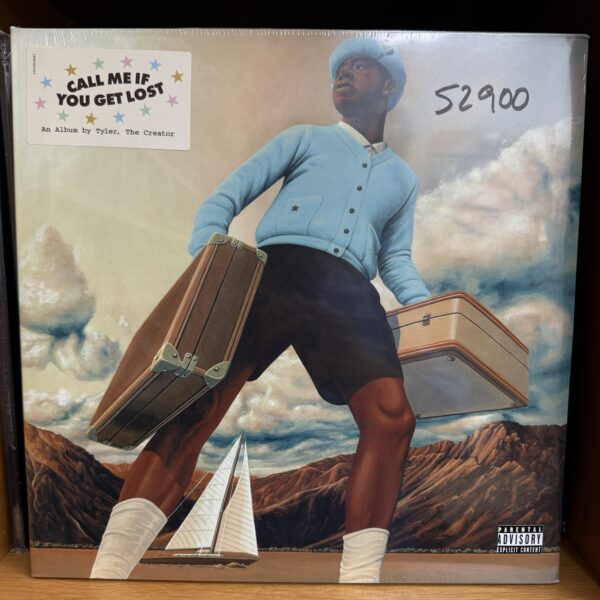 CALL ME IF
YOU GET LOST
An Album by Tyler, The Creator
52900
PARENTAL
ADVISORY
EXPLICIT CONTENT